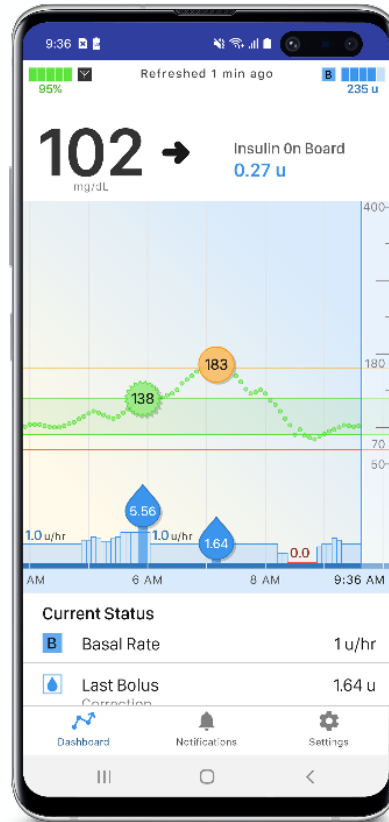 9:36
Refreshed 1 min ago
B
95%
235 u
102
mg/dL
Insulin On Board
0.27 u
400
183
180
138
70
50
5.56
1.0 u/hr
1.0 u/hr
1.64
0.0
AM
6 AM
8 AM
9:36 AM
Current Status
B Basal Rate 1 u/hr
Last Bolus 1.64 u
Correction
Dashboard Notifications Settings